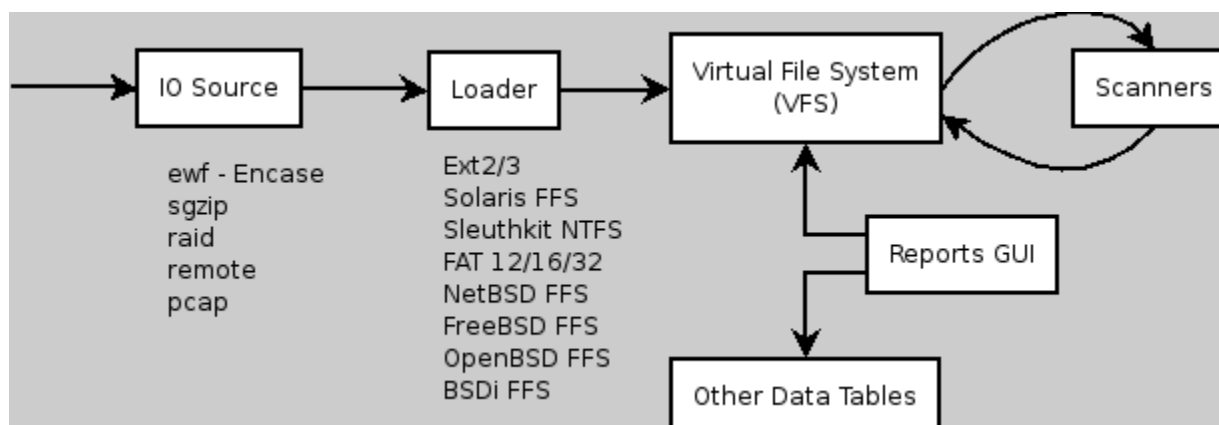 IO Source
Loader
Virtual File System
(VFS)
Scanners
ewf - Encase
sgzip
raid
remote
pcap
Ext2/3
Solaris FFS
Sleuthkit NTFS
FAT 12/16/32
NetBSD FFS
FreeBSD FFS
OpenBSD FFS
BSDi FFS
Reports GUI
Other Data Tables